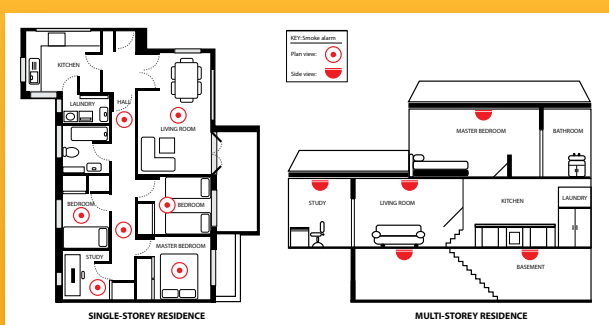 KEY: Smoke alarm
Plan view:
Side view:
KITCHEN
LAUNDRY
HALL
LIVING ROOM
BEDROOM
BEDROOM
MASTER BEDROOM
STUDY
SINGLE-STOREY RESIDENCE
MASTER BEDROOM
BATHROOM
STUDY
LIVING ROOM
KITCHEN
LAUNDRY
BASEMENT
MULTI-STOREY RESIDENCE